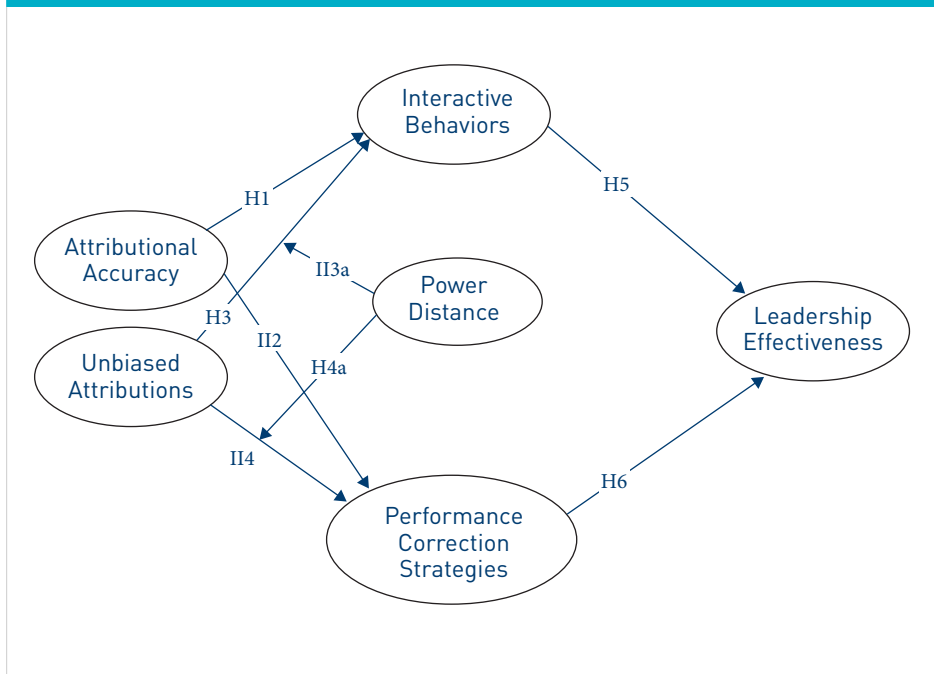 Interactive
Behaviors
H1
H5
Attributional
Accuracy
II3a
Power
Distance
H3
II2
Leadership
Effectiveness
Unbiased
Attributions
H4a
II4
H6
Performance
Correction
Strategies